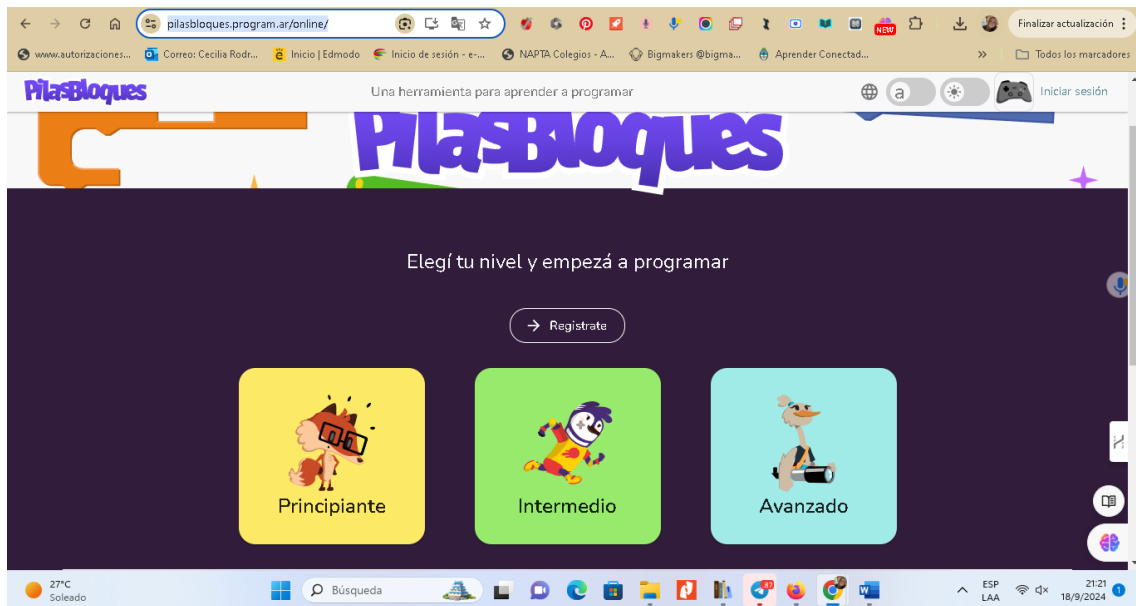 pilasbloques.program.ar/online/
NEW
Finalizar actualización
www.autorizaciones...
Correo: Cecilia Rodr...
Inicio | Edmodo
Inicio de sesión - e-...
NAPTA Colegios - A...
Bigmakers @bigma...
Aprender Conectad...
»
Todos los marcadores
PilasBloques
Una herramienta para aprender a programar
a
Iniciar sesión
PilasBloques
Elegí tu nivel y empezá a programar
→ Registrate
Principiante
Intermedio
Avanzado
27°C
Soleado
Búsqueda
ESP
LAA
21:21
18/9/2024
1